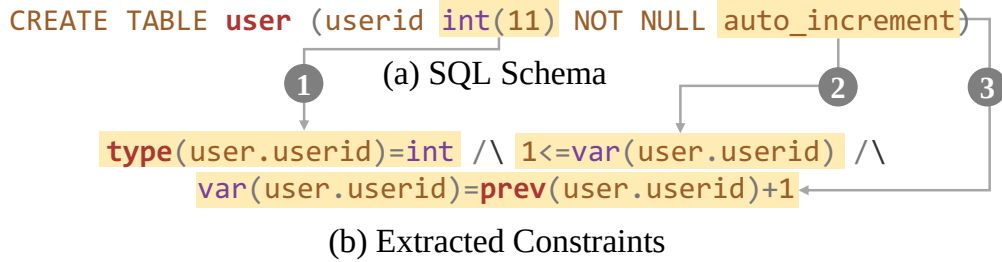 CREATE TABLE user (userid int(11) NOT NULL auto_increment)
1
(a) SQL Schema
2
3
type(user.userid)=int /\ 1<=var(user.userid) /\
var(user.userid)=prev(user.userid)+1
(b) Extracted Constraints